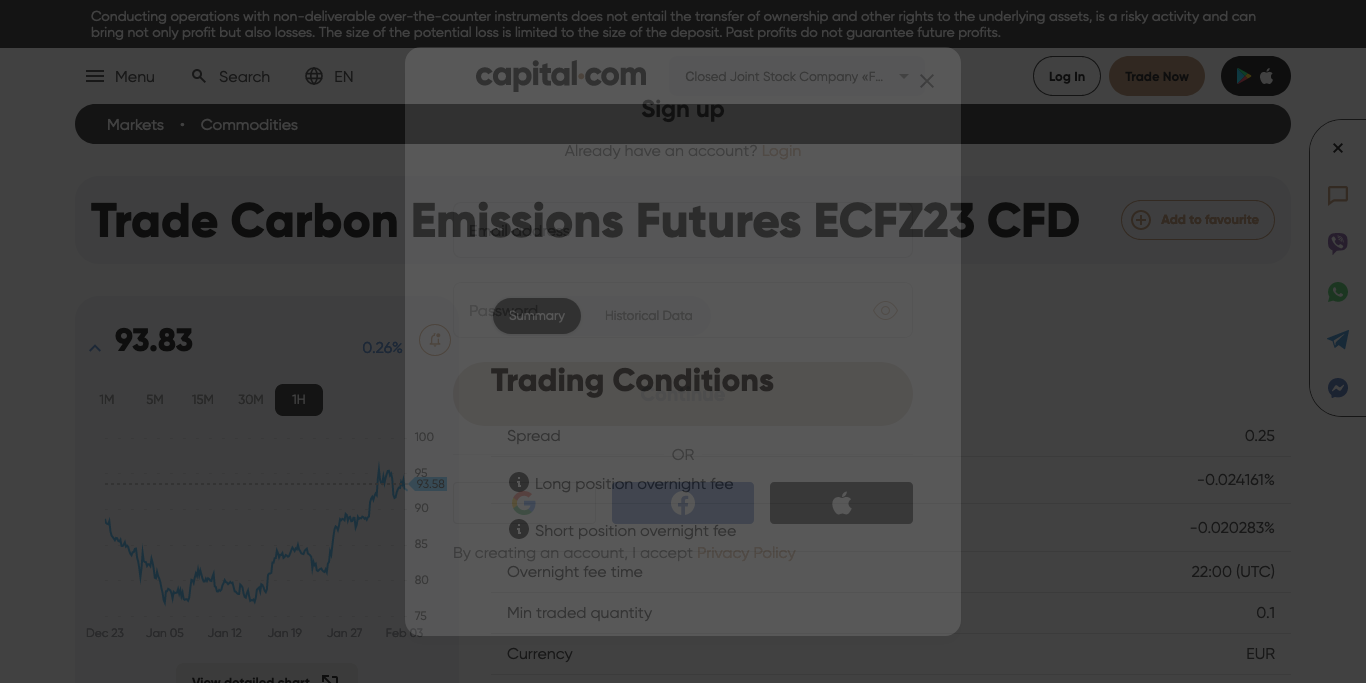 Conducting operations with non-deliverable over-the-counter instruments does not entail the transfer of ownership and other rights to the underlying assets, is a risky activity and can
bring not only profit but also losses. The size of the potential loss is limited to the size of the deposit. Past profits do not guarantee future profits.
Menu Search EN
capital.com
Closed Joint Stock Company «F...
Log In Trade Now
Sign up
Markets • Commodities
Already have an account? Login
Trade Carbon Emissions Futures ECFZ23 CFD
Add to favourite
Email address
Password
Summary Historical Data
93.83
0.26%
1M 5M 15M 30M 1H
Trading Conditions
Continue
100
95
93.58
90
85
80
75
Dec 23 Jan 05 Jan 12 Jan 19 Jan 27 Feb 03
View detailed chart
Spread 0.25
OR
Long position overnight fee -0.024161%
Short position overnight fee -0.020283%
By creating an account, I accept Privacy Policy
Overnight fee time 22:00 (UTC)
Min traded quantity 0.1
Currency EUR